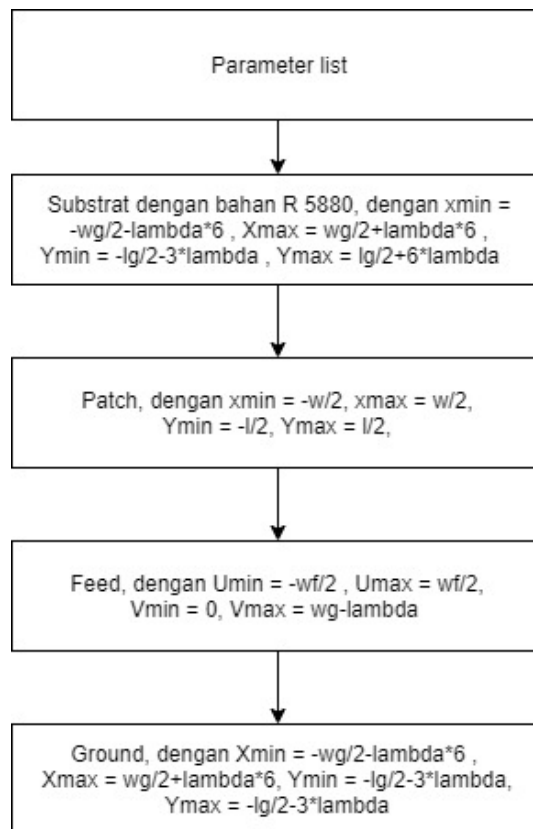 Parameter list
Substrat dengan bahan R 5880, dengan xmin =
-wg/2-lambda*6 , Xmax = wg/2+lambda*6 ,
Ymin = -lg/2-3*lambda , Ymax = lg/2+6*lambda
Patch, dengan xmin = -w/2, xmax = w/2,
Ymin = -l/2, Ymax = l/2,
Feed, dengan Umin = -wf/2 , Umax = wf/2,
Vmin = 0, Vmax = wg-lambda
Ground, dengan Xmin = -wg/2-lambda*6 ,
Xmax = wg/2+lambda*6, Ymin = -lg/2-3*lambda,
Ymax = -lg/2-3*lambda